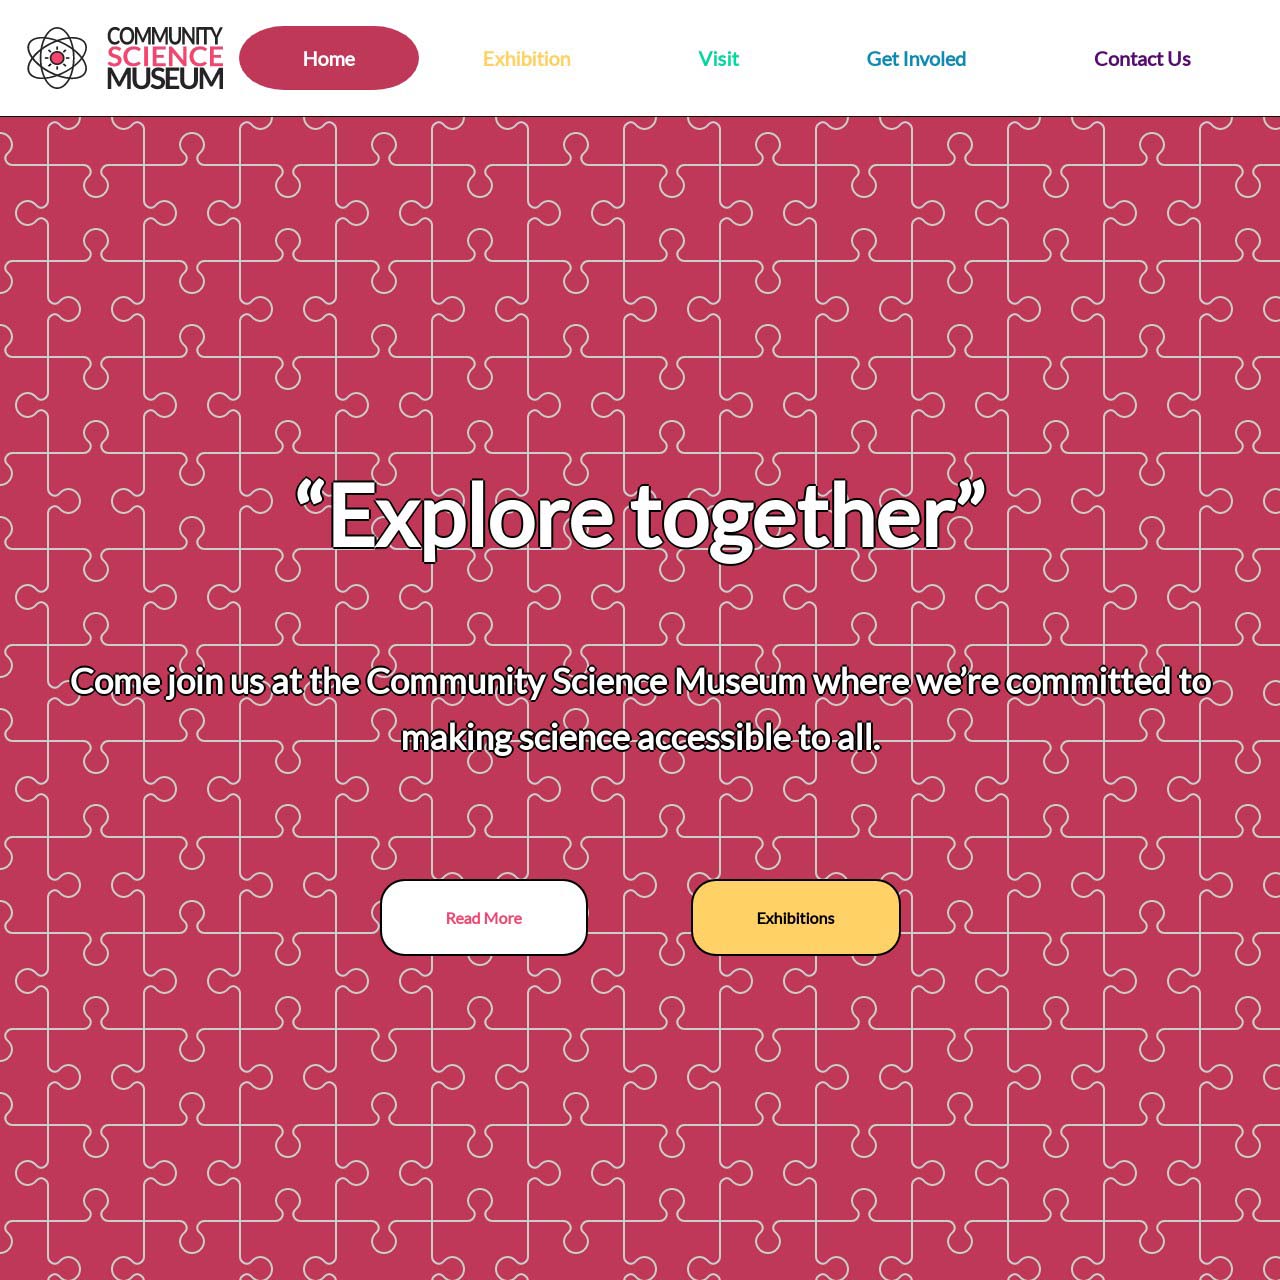 COMMUNITY
SCIENCE
MUSEUM
Home Exhibition Visit Get Involed Contact Us
“Explore together”
Come join us at the Community Science Museum where we’re committed to
making science accessible to all.
Read More Exhibitions